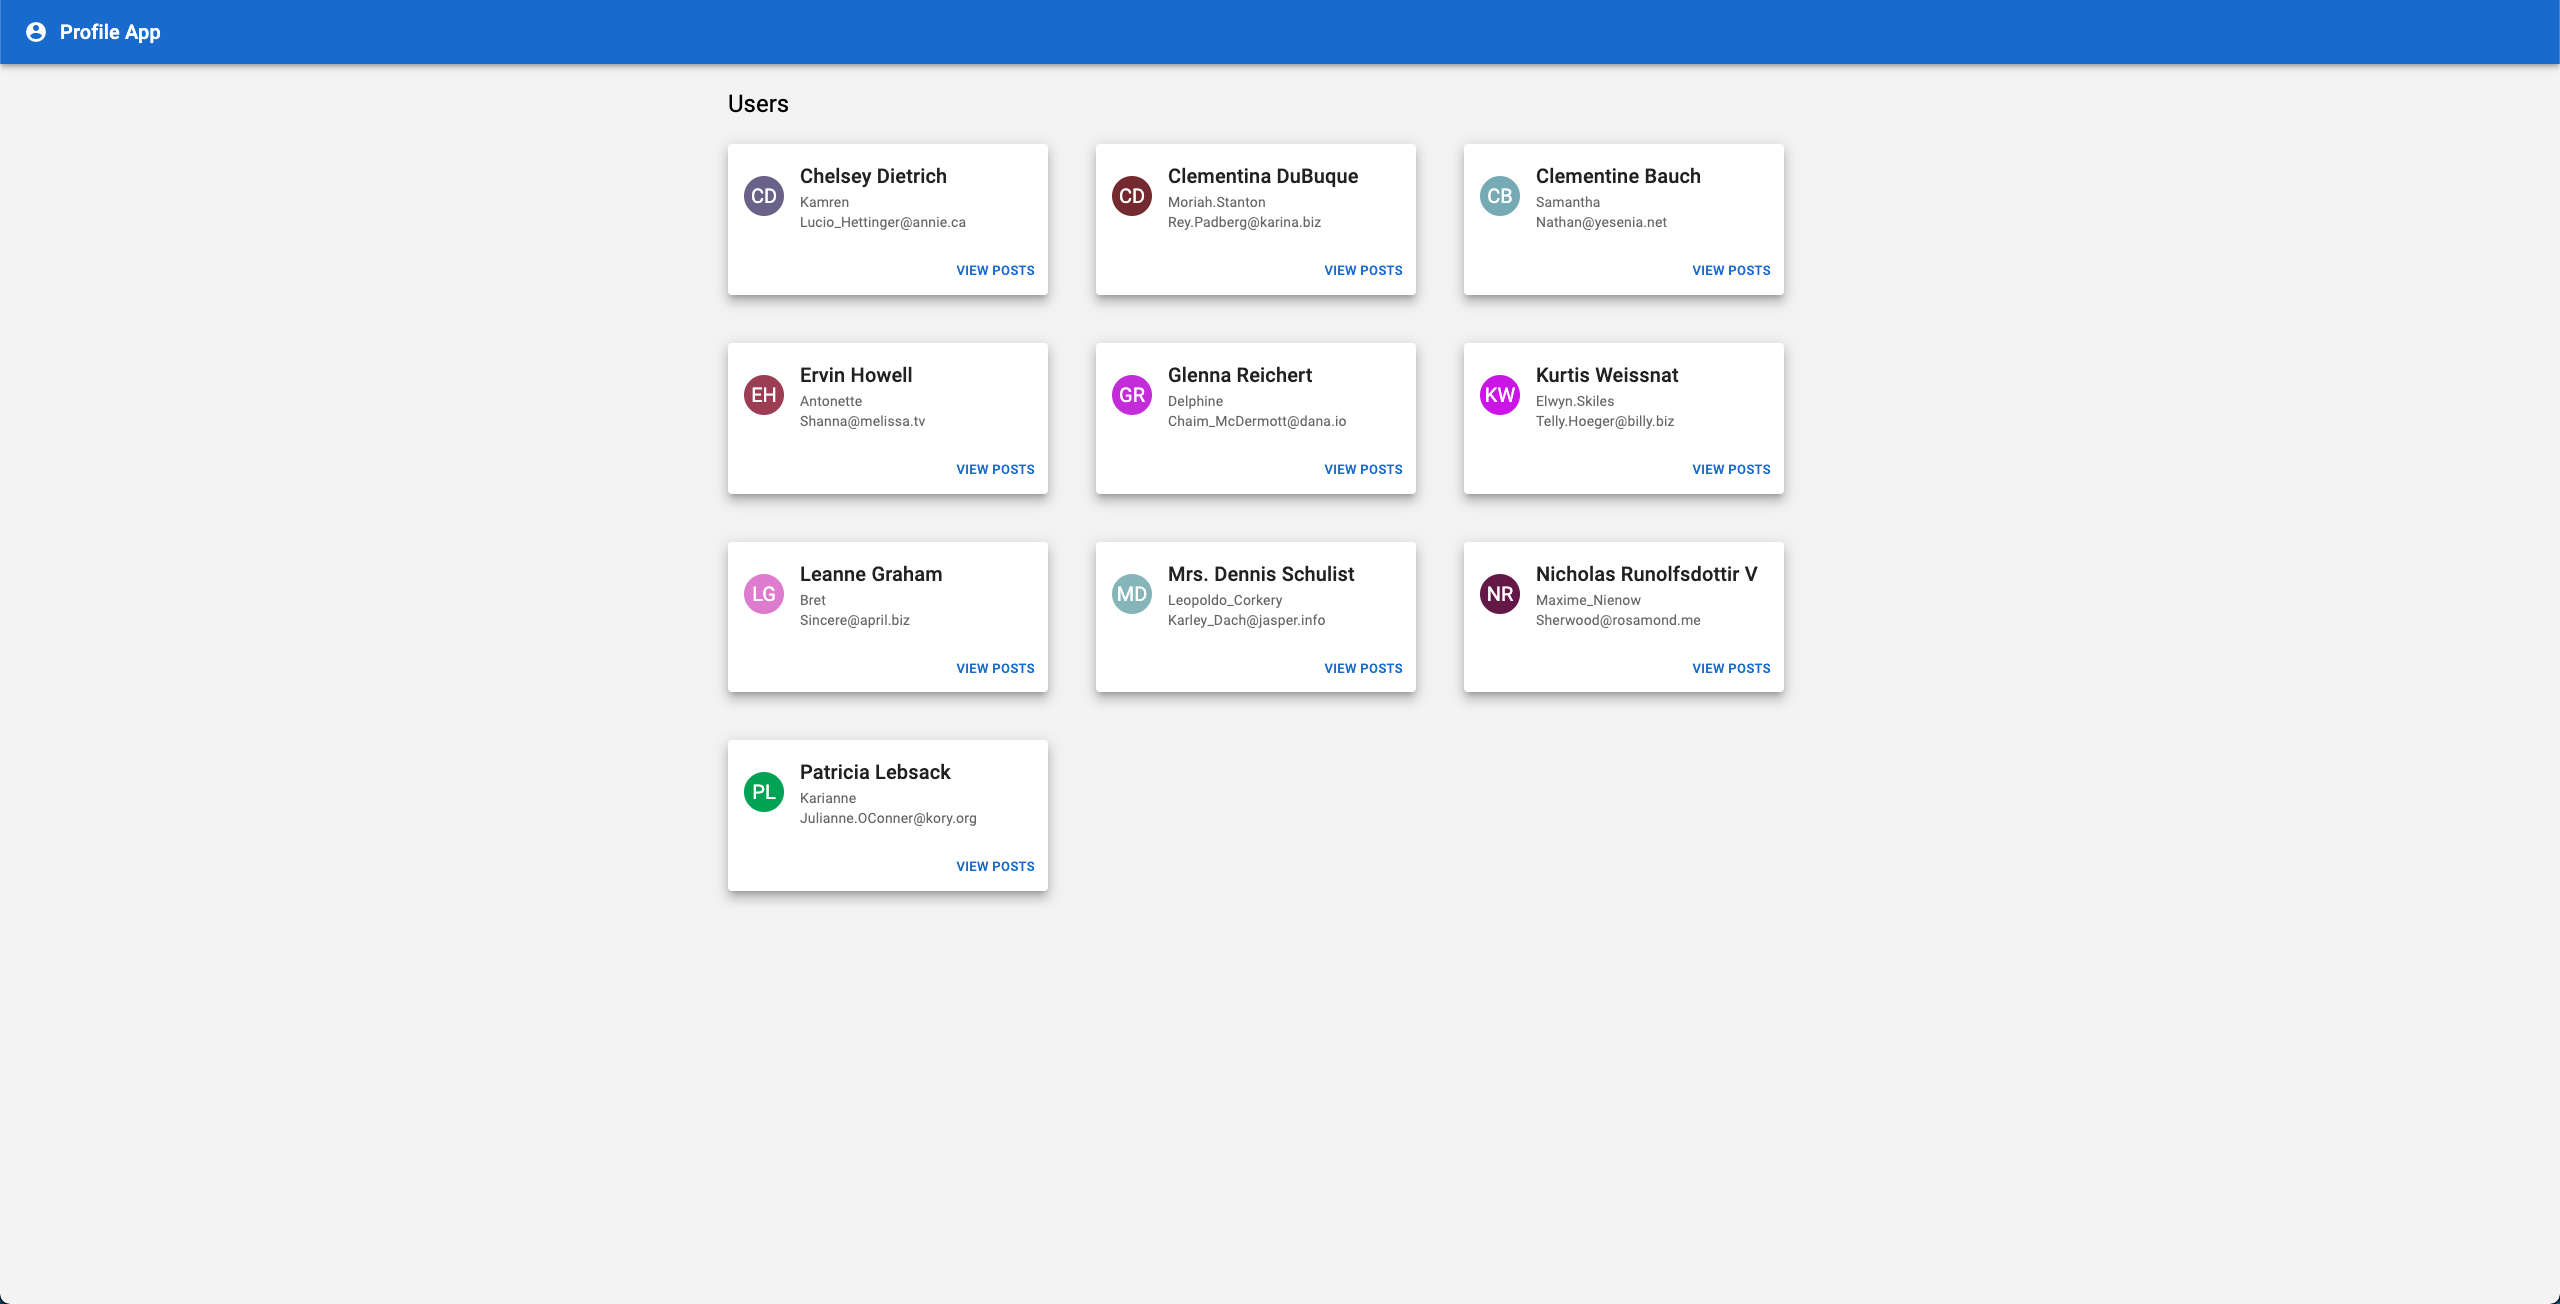 Profile App
Users
CD
Chelsey Dietrich
Kamren
Lucio_Hettinger@annie.ca
VIEW POSTS
CD
Clementina DuBuque
Moriah.Stanton
Rey.Padberg@karina.biz
VIEW POSTS
CB
Clementine Bauch
Samantha
Nathan@yesenia.net
VIEW POSTS
EH
Ervin Howell
Antonette
Shanna@melissa.tv
VIEW POSTS
GR
Glenna Reichert
Delphine
Chaim_McDermott@dana.io
VIEW POSTS
KW
Kurtis Weissnat
Elwyn.Skiles
Telly.Hoeger@billy.biz
VIEW POSTS
LG
Leanne Graham
Bret
Sincere@april.biz
VIEW POSTS
MD
Mrs. Dennis Schulist
Leopoldo_Corkery
Karley_Dach@jasper.info
VIEW POSTS
NR
Nicholas Runolfsdottir V
Maxime_Nienow
Sherwood@rosamond.me
VIEW POSTS
PL
Patricia Lebsack
Karianne
Julianne.OConner@kory.org
VIEW POSTS